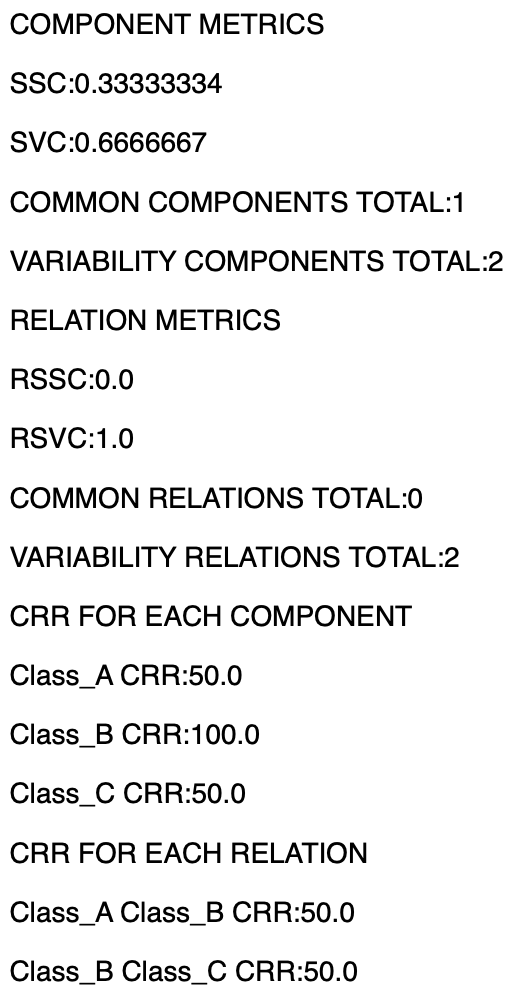 COMPONENT METRICS
SSC:0.33333334
SVC:0.6666667
COMMON COMPONENTS TOTAL:1
VARIABILITY COMPONENTS TOTAL:2
RELATION METRICS
RSSC:0.0
RSVC:1.0
COMMON RELATIONS TOTAL:0
VARIABILITY RELATIONS TOTAL:2
CRR FOR EACH COMPONENT
Class_A CRR:50.0
Class_B CRR:100.0
Class_C CRR:50.0
CRR FOR EACH RELATION
Class_A Class_B CRR:50.0
Class_B Class_C CRR:50.0